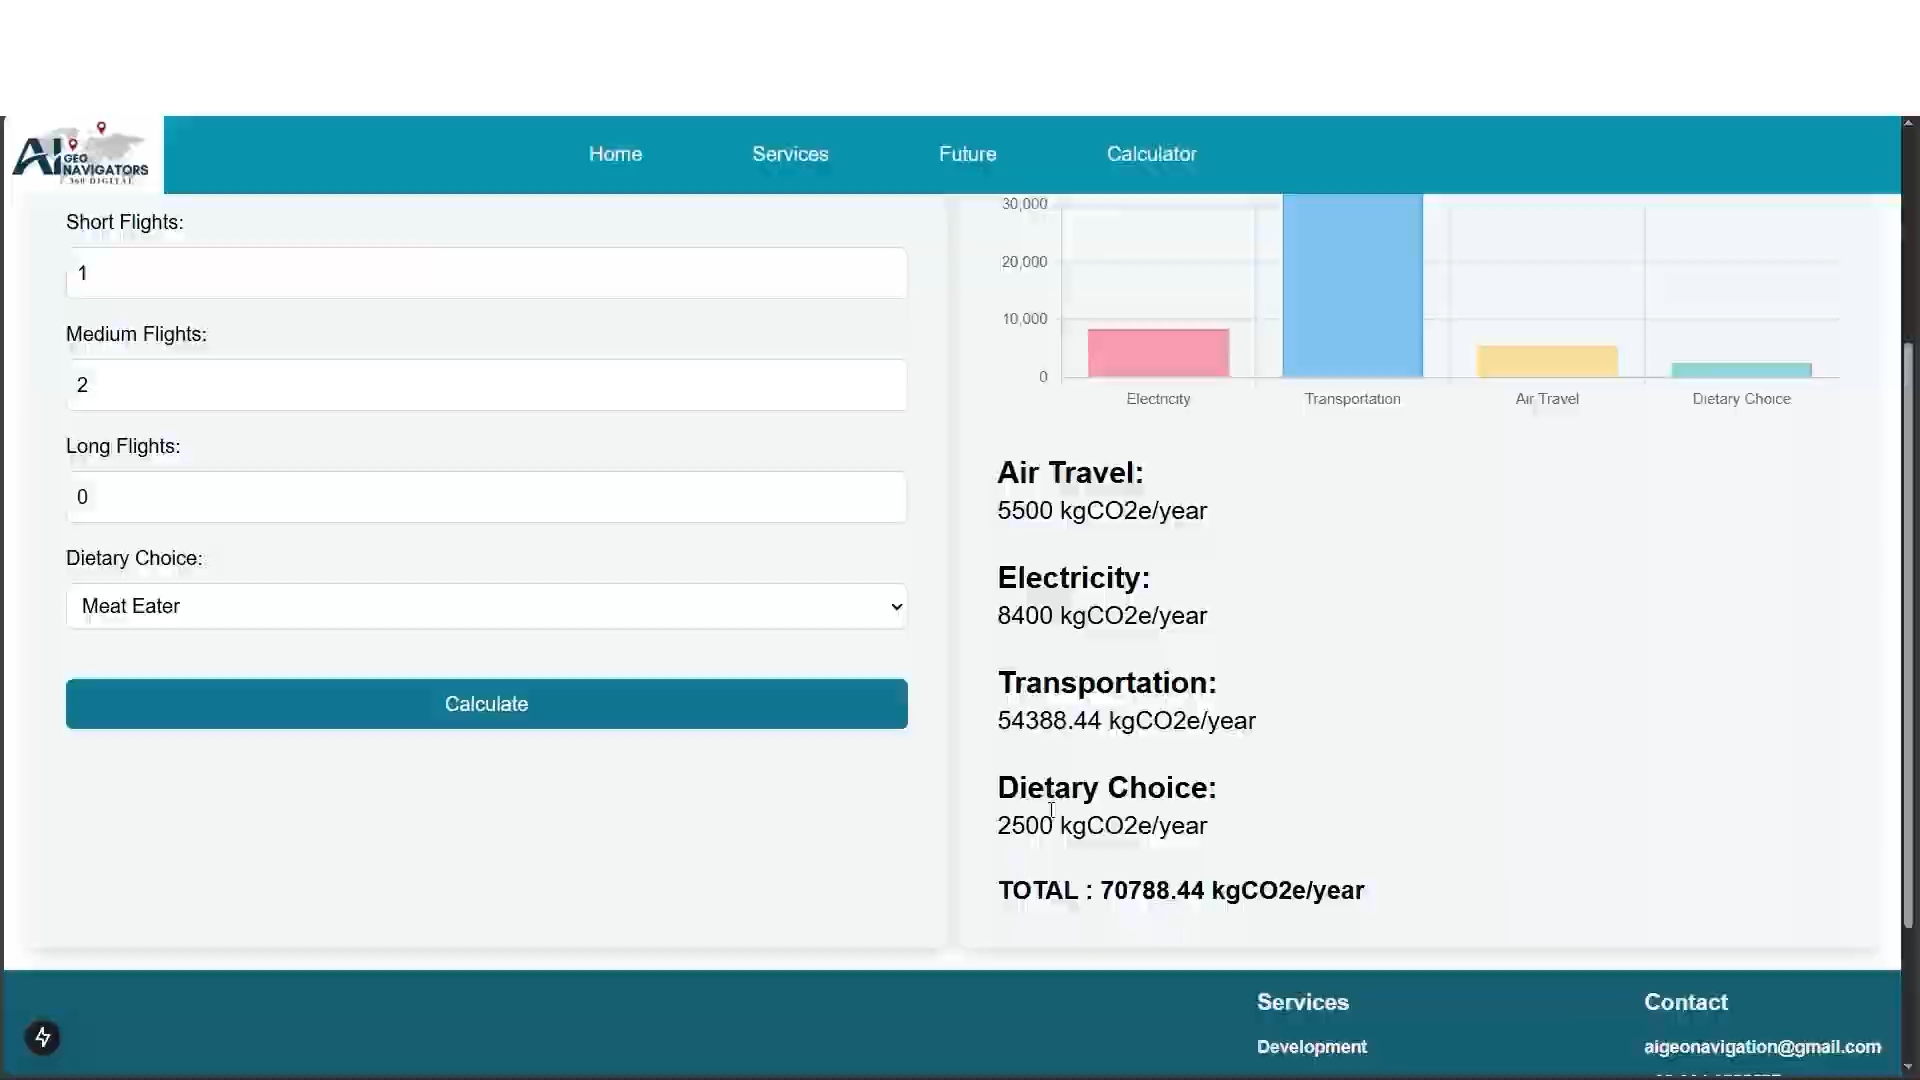 AI GEO
NAVIGATORS
360 DIGITAL
Home
Services
Future
Calculator
Short Flights:
1
Medium Flights:
2
Long Flights:
0
Dietary Choice:
Meat Eater
Calculate
30,000
20,000
10,000
0
Electricity
Transportation
Air Travel
Dietary Choice
Air Travel:
5500 kgCO2e/year
Electricity:
8400 kgCO2e/year
Transportation:
54388.44 kgCO2e/year
Dietary Choice:
2500 kgCO2e/year
TOTAL : 70788.44 kgCO2e/year
Services
Development
Contact
aigeonavigation@gmail.com